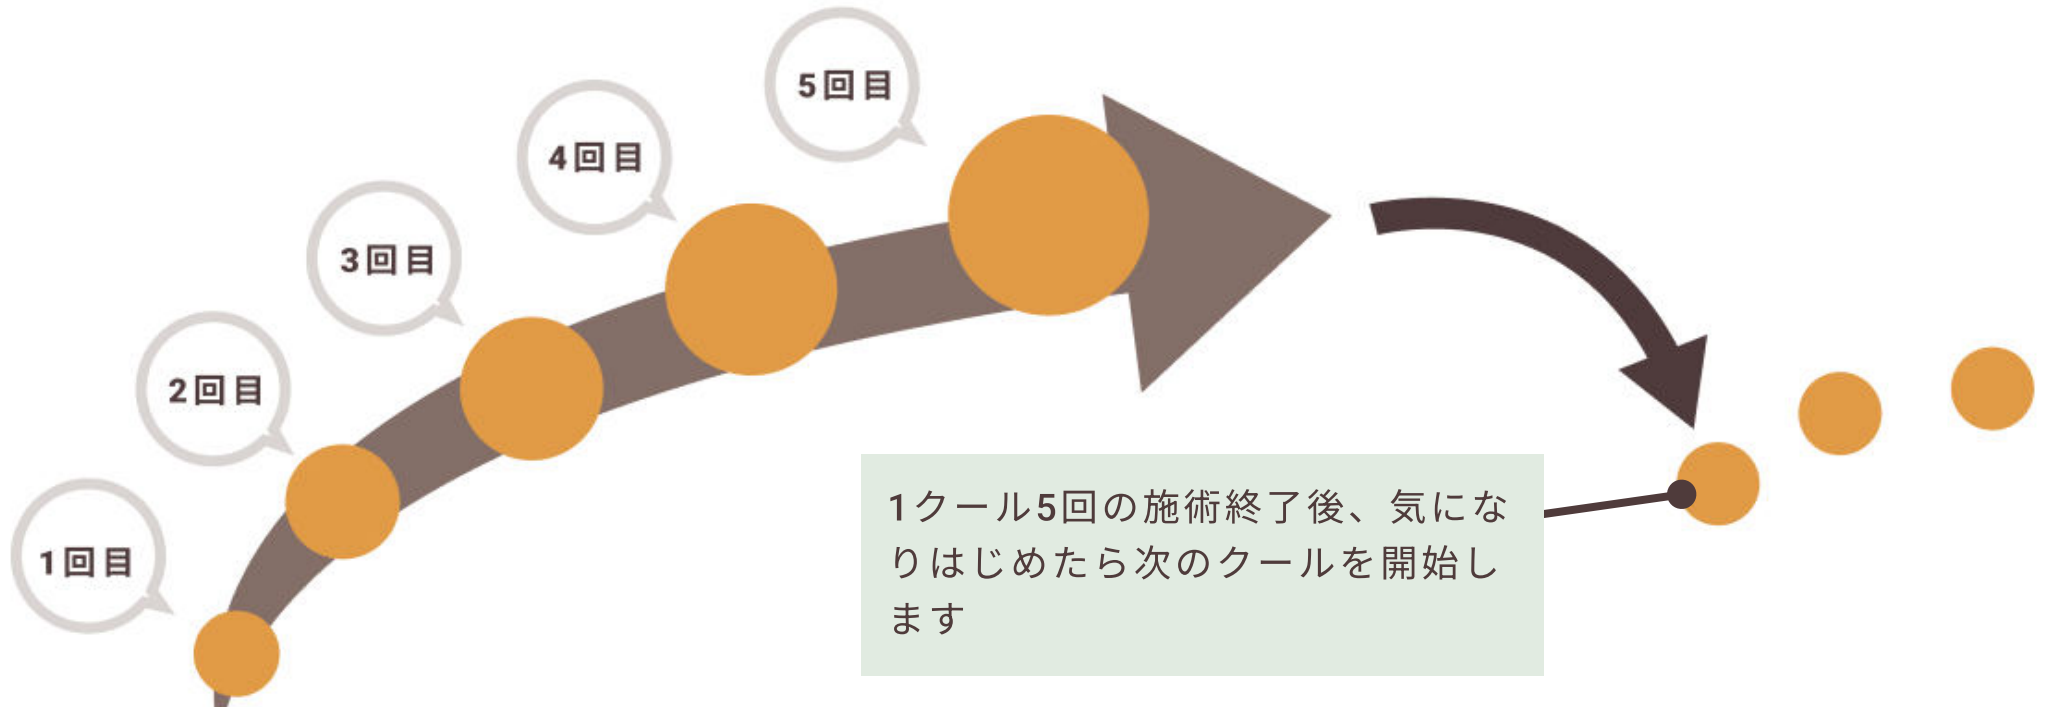 5回目
4回目
3回目
2回目
1回目
1クール5回の施術終了後、気にな
りはじめたら次のクールを開始し
ます